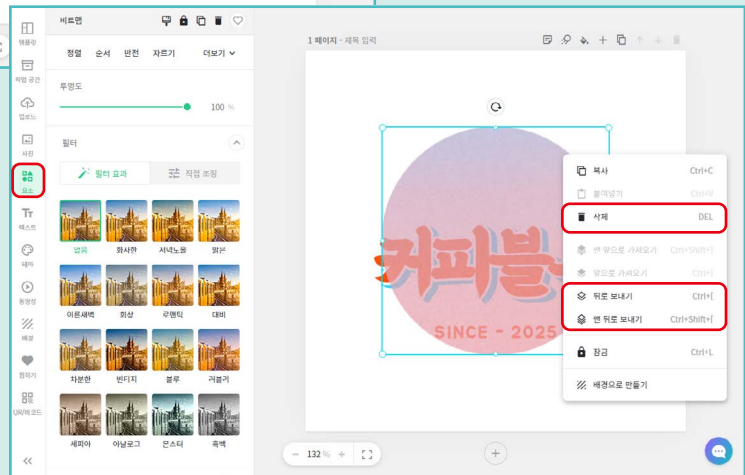 비트맵
정렬 순서 반전 자르기 더보기
투명도
100 %
필터
필터 효과 직접 조정
없음 화사한 저녁노을 맑은
이른새벽 회상 로맨틱 대비
차분한 빈티지 블루 러블리
세피아 아날로그 몬스터 흑백
템플릿
작업 공간
업로드
사진
요소
텍스트
테마
동영상
배경
찜하기
QR/바코드
1 페이지 - 제목 입력
커피블
SINCE - 2025
복사 Ctrl+C
붙여넣기 Ctrl+V
삭제 DEL
맨 앞으로 가져오기 Ctrl+Shift+]
앞으로 가져오기 Ctrl+]
뒤로 보내기 Ctrl+[
맨 뒤로 보내기 Ctrl+Shift+[
잠금 Ctrl+L
배경으로 만들기
132 %